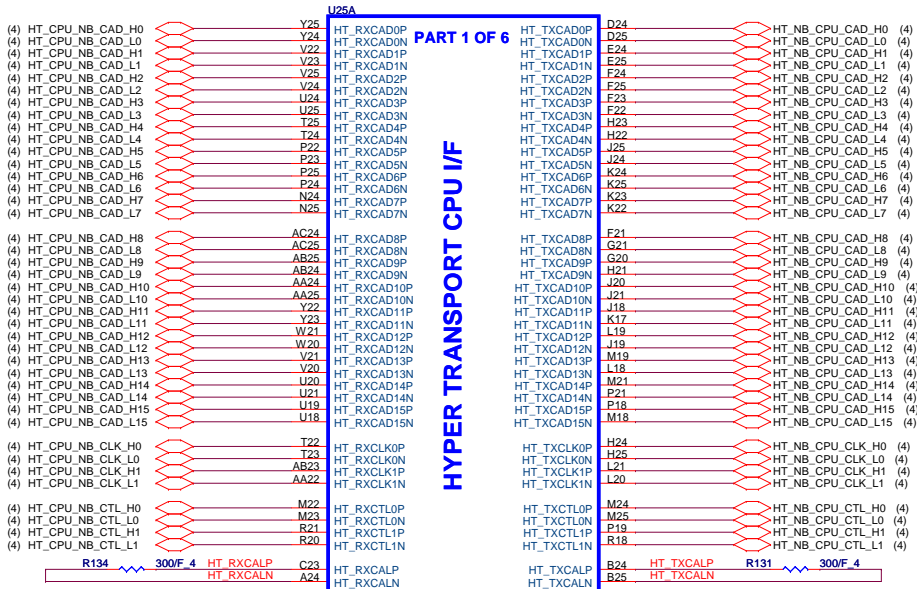 U25A
PART 1 OF 6
HYPER TRANSPORT CPU I/F
(4) HT_CPU_NB_CAD_H0 Y25 HT_RXCAD0P HT_TXCAD0P D24 HT_NB_CPU_CAD_H0 (4)
(4) HT_CPU_NB_CAD_L0 Y24 HT_RXCAD0N HT_TXCAD0N D25 HT_NB_CPU_CAD_L0 (4)
(4) HT_CPU_NB_CAD_H1 V22 HT_RXCAD1P HT_TXCAD1P E24 HT_NB_CPU_CAD_H1 (4)
(4) HT_CPU_NB_CAD_L1 V23 HT_RXCAD1N HT_TXCAD1N E25 HT_NB_CPU_CAD_L1 (4)
(4) HT_CPU_NB_CAD_H2 V25 HT_RXCAD2P HT_TXCAD2P F24 HT_NB_CPU_CAD_H2 (4)
(4) HT_CPU_NB_CAD_L2 V24 HT_RXCAD2N HT_TXCAD2N F25 HT_NB_CPU_CAD_L2 (4)
(4) HT_CPU_NB_CAD_H3 U24 HT_RXCAD3P HT_TXCAD3P F23 HT_NB_CPU_CAD_H3 (4)
(4) HT_CPU_NB_CAD_L3 U25 HT_RXCAD3N HT_TXCAD3N F22 HT_NB_CPU_CAD_L3 (4)
(4) HT_CPU_NB_CAD_H4 T25 HT_RXCAD4P HT_TXCAD4P H23 HT_NB_CPU_CAD_H4 (4)
(4) HT_CPU_NB_CAD_L4 T24 HT_RXCAD4N HT_TXCAD4N H22 HT_NB_CPU_CAD_L4 (4)
(4) HT_CPU_NB_CAD_H5 P22 HT_RXCAD5P HT_TXCAD5P J25 HT_NB_CPU_CAD_H5 (4)
(4) HT_CPU_NB_CAD_L5 P23 HT_RXCAD5N HT_TXCAD5N J24 HT_NB_CPU_CAD_L5 (4)
(4) HT_CPU_NB_CAD_H6 P25 HT_RXCAD6P HT_TXCAD6P K24 HT_NB_CPU_CAD_H6 (4)
(4) HT_CPU_NB_CAD_L6 P24 HT_RXCAD6N HT_TXCAD6N K25 HT_NB_CPU_CAD_L6 (4)
(4) HT_CPU_NB_CAD_H7 N24 HT_RXCAD7P HT_TXCAD7P K23 HT_NB_CPU_CAD_H7 (4)
(4) HT_CPU_NB_CAD_L7 N25 HT_RXCAD7N HT_TXCAD7N K22 HT_NB_CPU_CAD_L7 (4)
(4) HT_CPU_NB_CAD_H8 AC24 HT_RXCAD8P HT_TXCAD8P F21 HT_NB_CPU_CAD_H8 (4)
(4) HT_CPU_NB_CAD_L8 AC25 HT_RXCAD8N HT_TXCAD8N G21 HT_NB_CPU_CAD_L8 (4)
(4) HT_CPU_NB_CAD_H9 AB25 HT_RXCAD9P HT_TXCAD9P G20 HT_NB_CPU_CAD_H9 (4)
(4) HT_CPU_NB_CAD_L9 AB24 HT_RXCAD9N HT_TXCAD9N H21 HT_NB_CPU_CAD_L9 (4)
(4) HT_CPU_NB_CAD_H10 AA24 HT_RXCAD10P HT_TXCAD10P J20 HT_NB_CPU_CAD_H10 (4)
(4) HT_CPU_NB_CAD_L10 AA25 HT_RXCAD10N HT_TXCAD10N J21 HT_NB_CPU_CAD_L10 (4)
(4) HT_CPU_NB_CAD_H11 Y22 HT_RXCAD11P HT_TXCAD11P J18 HT_NB_CPU_CAD_H11 (4)
(4) HT_CPU_NB_CAD_L11 Y23 HT_RXCAD11N HT_TXCAD11N K17 HT_NB_CPU_CAD_L11 (4)
(4) HT_CPU_NB_CAD_H12 W21 HT_RXCAD12P HT_TXCAD12P L19 HT_NB_CPU_CAD_H12 (4)
(4) HT_CPU_NB_CAD_L12 W20 HT_RXCAD12N HT_TXCAD12N J19 HT_NB_CPU_CAD_L12 (4)
(4) HT_CPU_NB_CAD_H13 V21 HT_RXCAD13P HT_TXCAD13P M19 HT_NB_CPU_CAD_H13 (4)
(4) HT_CPU_NB_CAD_L13 V20 HT_RXCAD13N HT_TXCAD13N L18 HT_NB_CPU_CAD_L13 (4)
(4) HT_CPU_NB_CAD_H14 U20 HT_RXCAD14P HT_TXCAD14P M21 HT_NB_CPU_CAD_H14 (4)
(4) HT_CPU_NB_CAD_L14 U21 HT_RXCAD14N HT_TXCAD14N P21 HT_NB_CPU_CAD_L14 (4)
(4) HT_CPU_NB_CAD_H15 U19 HT_RXCAD15P HT_TXCAD15P P18 HT_NB_CPU_CAD_H15 (4)
(4) HT_CPU_NB_CAD_L15 U18 HT_RXCAD15N HT_TXCAD15N M18 HT_NB_CPU_CAD_L15 (4)
(4) HT_CPU_NB_CLK_H0 T22 HT_RXCLK0P HT_TXCLK0P H24 HT_NB_CPU_CLK_H0 (4)
(4) HT_CPU_NB_CLK_L0 T23 HT_RXCLK0N HT_TXCLK0N H25 HT_NB_CPU_CLK_L0 (4)
(4) HT_CPU_NB_CLK_H1 AB23 HT_RXCLK1P HT_TXCLK1P L21 HT_NB_CPU_CLK_H1 (4)
(4) HT_CPU_NB_CLK_L1 AA22 HT_RXCLK1N HT_TXCLK1N L20 HT_NB_CPU_CLK_L1 (4)
(4) HT_CPU_NB_CTL_H0 M22 HT_RXCTL0P HT_TXCTL0P M24 HT_NB_CPU_CTL_H0 (4)
(4) HT_CPU_NB_CTL_L0 M23 HT_RXCTL0N HT_TXCTL0N M25 HT_NB_CPU_CTL_L0 (4)
(4) HT_CPU_NB_CTL_H1 R21 HT_RXCTL1P HT_TXCTL1P P19 HT_NB_CPU_CTL_H1 (4)
(4) HT_CPU_NB_CTL_L1 R20 HT_RXCTL1N HT_TXCTL1N R18 HT_NB_CPU_CTL_L1 (4)
R134 300/F_4 HT_RXCALP C23 HT_RXCALP HT_TXCALP B24 HT_TXCALP R131 300/F_4
HT_RXCALN A24 HT_RXCALN HT_TXCALN B25 HT_TXCALN